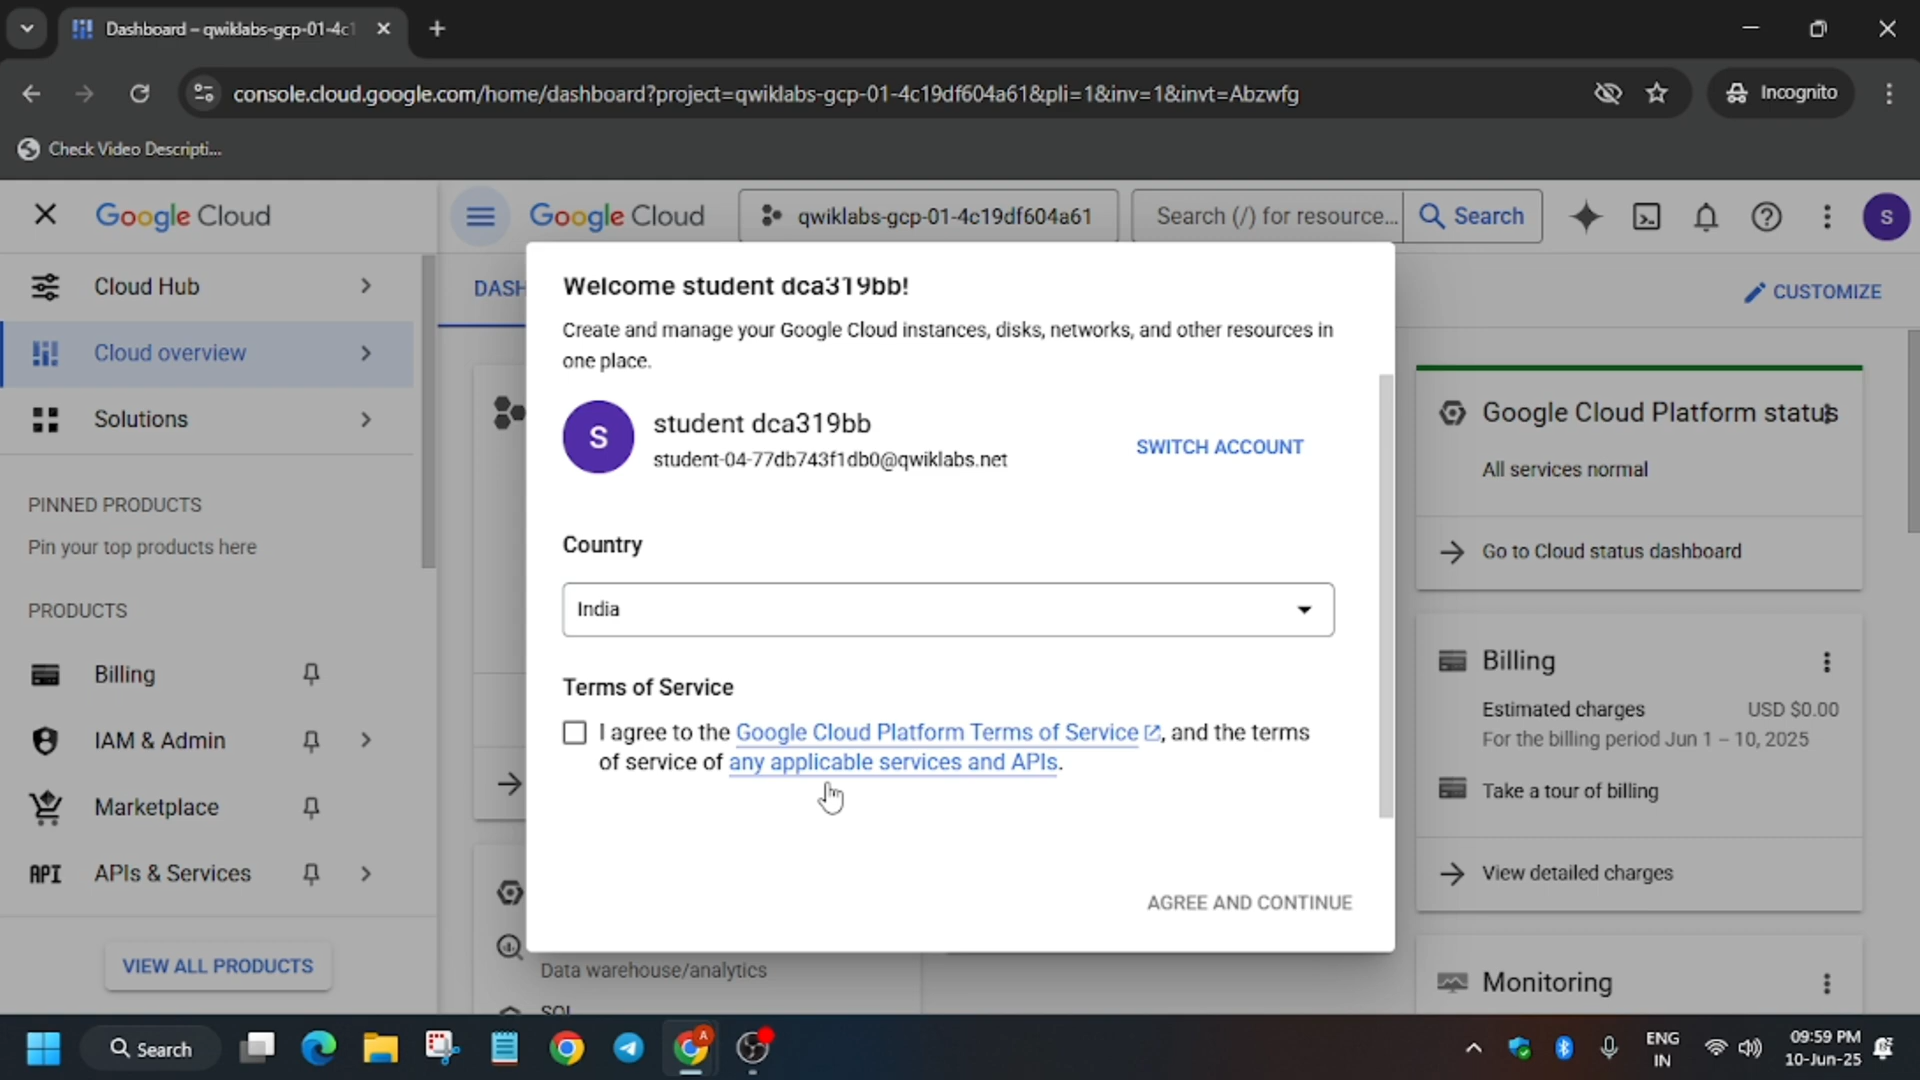 Dashboard – qwiklabs-gcp-01-4c1
console.cloud.google.com/home/dashboard?project=qwiklabs-gcp-01-4c19df604a61&pli=1&inv=1&invt=Abzwfg
Incognito
Check Video Descripti...
Google Cloud
Google Cloud
qwiklabs-gcp-01-4c19df604a61
Search (/) for resource...
Search
S
Cloud Hub
Cloud overview
Solutions
PINNED PRODUCTS
Pin your top products here
PRODUCTS
Billing
IAM & Admin
Marketplace
API
APIs & Services
VIEW ALL PRODUCTS
DASH
CUSTOMIZE
Welcome student dca319bb!
Create and manage your Google Cloud instances, disks, networks, and other resources in
one place.
S
student dca319bb
student-04-77db743f1db0@qwiklabs.net
SWITCH ACCOUNT
Country
India
Terms of Service
I agree to the Google Cloud Platform Terms of Service, and the terms
of service of any applicable services and APIs.
AGREE AND CONTINUE
Data warehouse/analytics
SQL
Google Cloud Platform status
All services normal
Go to Cloud status dashboard
Billing
Estimated charges USD $0.00
For the billing period Jun 1 – 10, 2025
Take a tour of billing
View detailed charges
Monitoring
Search
A
ENG
IN
09:59 PM
10-Jun-25